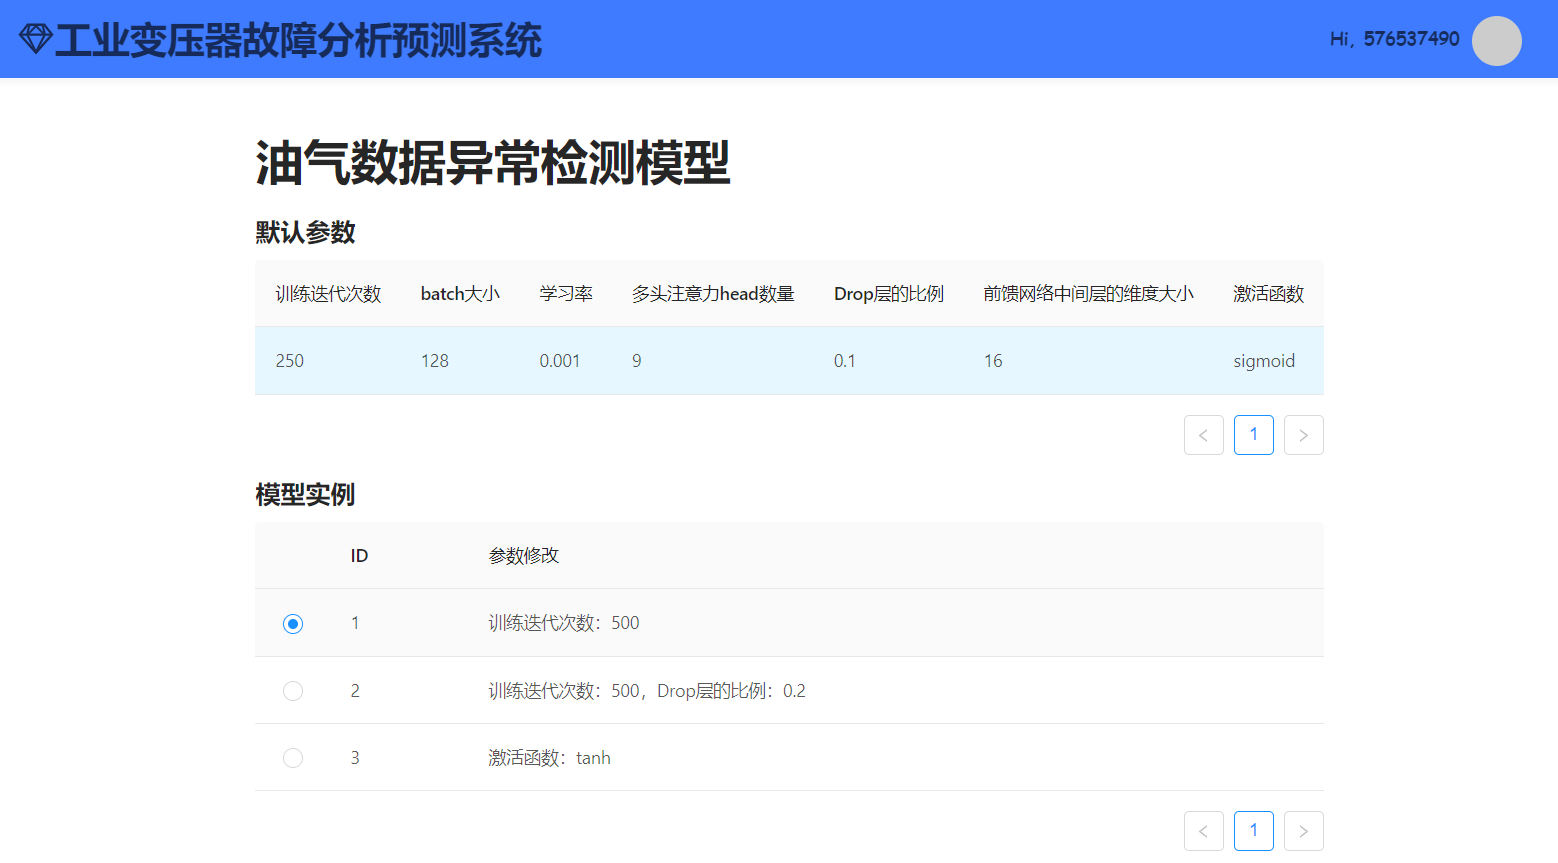 工业变压器故障分析预测系统 Hi，576537490
油气数据异常检测模型
默认参数
训练迭代次数 batch大小 学习率 多头注意力head数量 Drop层的比例 前馈网络中间层的维度大小 激活函数
250 128 0.001 9 0.1 16 sigmoid
< 1 >
模型实例
ID 参数修改
1 训练迭代次数：500
2 训练迭代次数：500，Drop层的比例：0.2
3 激活函数：tanh
< 1 >